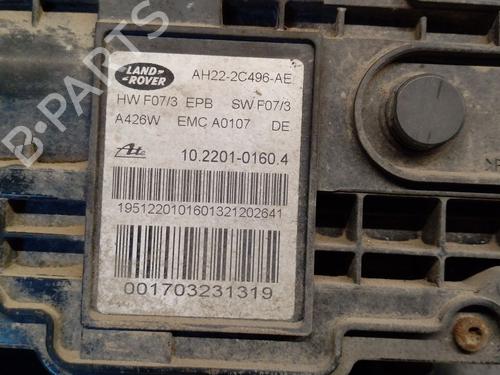 LAND
ROVER
AH22-2C496-AE
HW F07/3 EPB SW F07/3
A426W EMC A0107 DE
Ate
10.2201-0160.4
1951220101601321202641
001703231319
B-PARTS